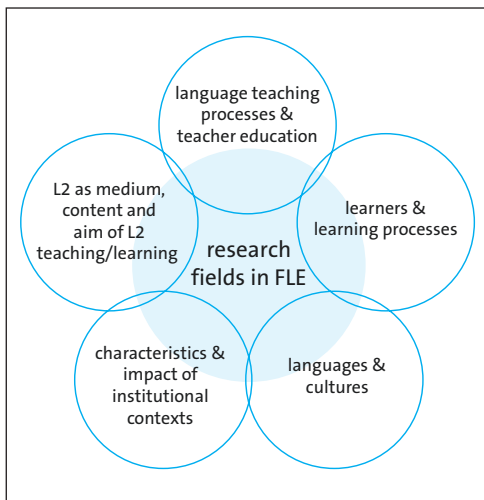 language teaching
processes &
teacher education
L2 as medium,
content and
aim of L2
teaching/learning
learners &
learning processes
research
fields in FLE
characteristics &
impact of
institutional
contexts
languages &
cultures